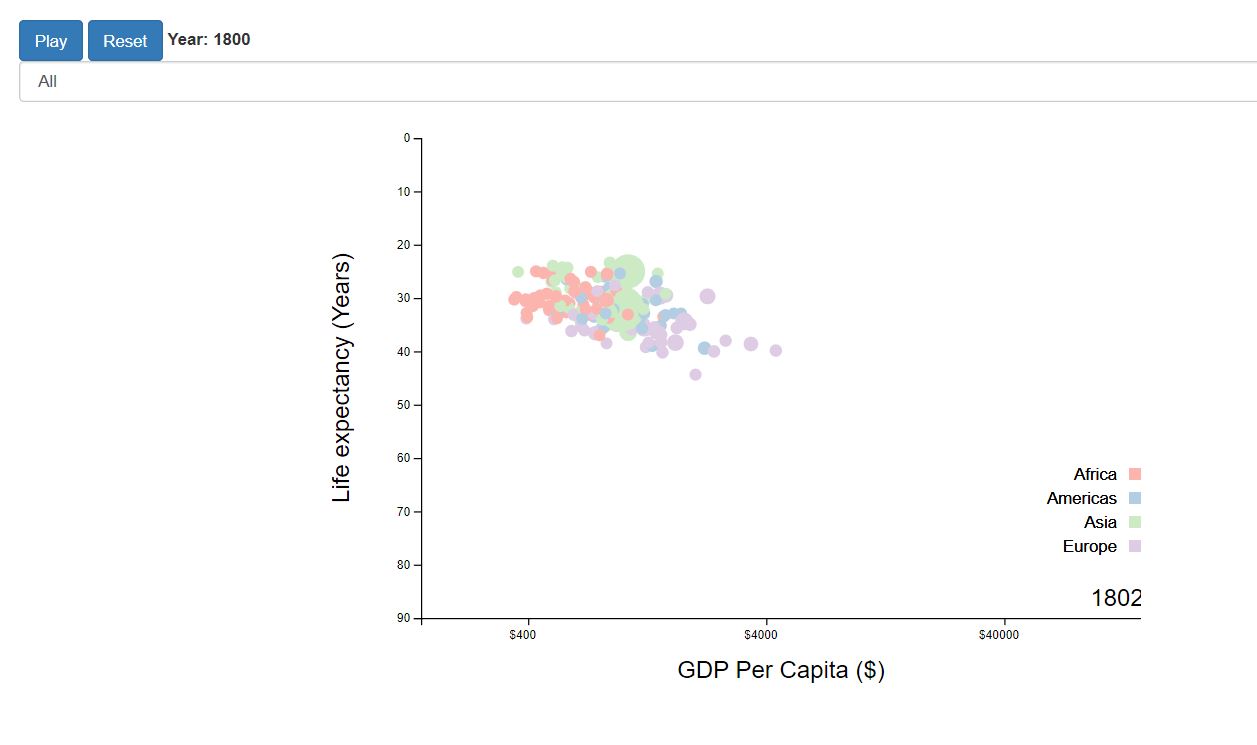 Play Reset Year: 1800
All
0
10
20
30
40
50
60
70
80
90
Life expectancy (Years)
Africa
Americas
Asia
Europe
1802
$400 $4000 $40000
GDP Per Capita ($)